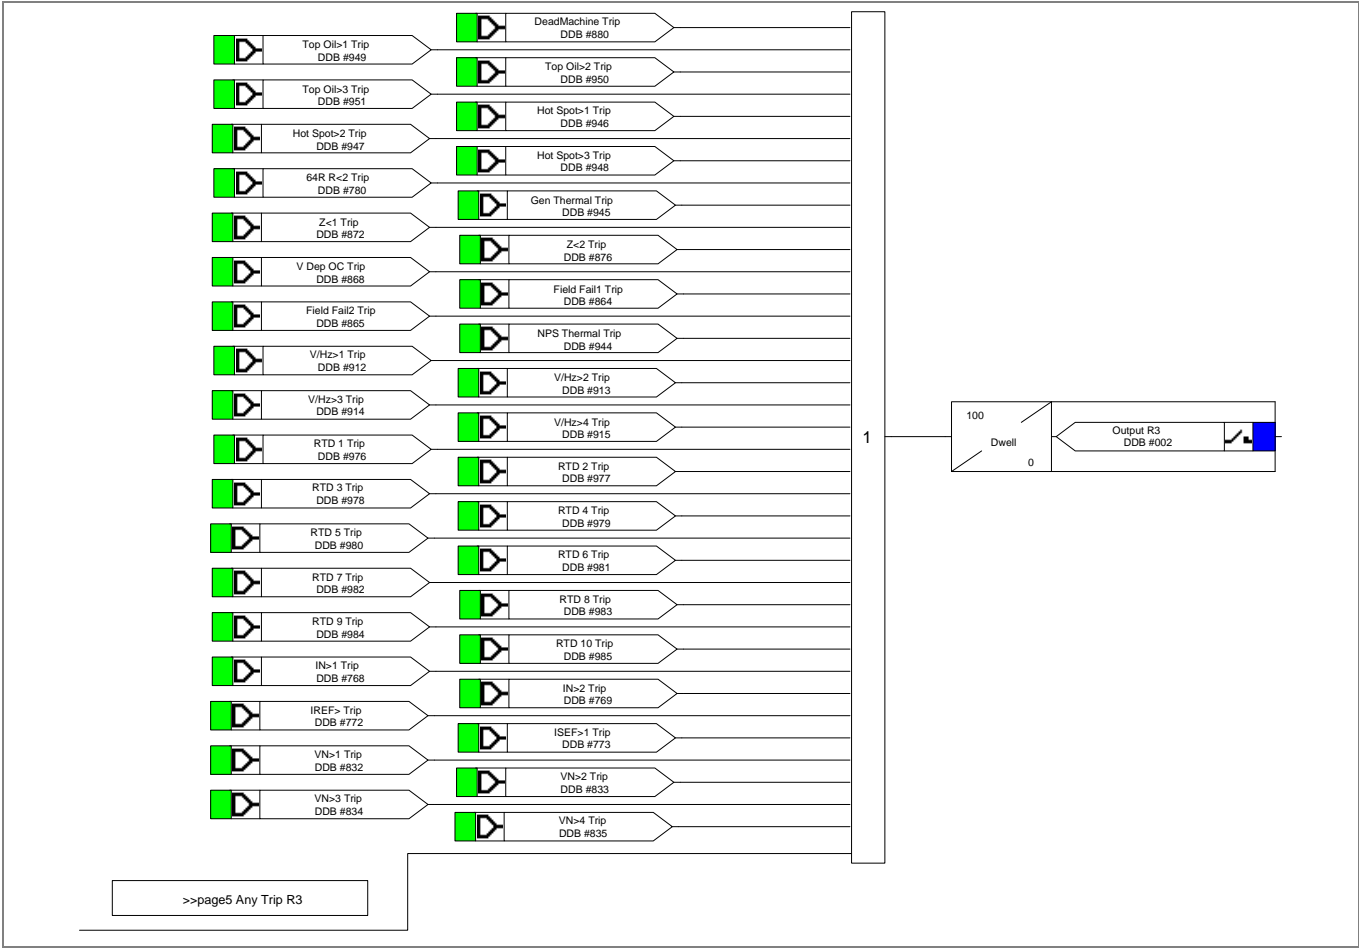 DeadMachine Trip
DDB #880
Top Oil>1 Trip
DDB #949
Top Oil>2 Trip
DDB #950
Top Oil>3 Trip
DDB #951
Hot Spot>1 Trip
DDB #946
Hot Spot>2 Trip
DDB #947
Hot Spot>3 Trip
DDB #948
64R R<2 Trip
DDB #780
Gen Thermal Trip
DDB #945
Z<1 Trip
DDB #872
Z<2 Trip
DDB #876
V Dep OC Trip
DDB #868
Field Fail1 Trip
DDB #864
Field Fail2 Trip
DDB #865
NPS Thermal Trip
DDB #944
V/Hz>1 Trip
DDB #912
V/Hz>2 Trip
DDB #913
V/Hz>3 Trip
DDB #914
V/Hz>4 Trip
DDB #915
RTD 1 Trip
DDB #976
RTD 2 Trip
DDB #977
RTD 3 Trip
DDB #978
RTD 4 Trip
DDB #979
RTD 5 Trip
DDB #980
RTD 6 Trip
DDB #981
RTD 7 Trip
DDB #982
RTD 8 Trip
DDB #983
RTD 9 Trip
DDB #984
RTD 10 Trip
DDB #985
IN>1 Trip
DDB #768
IN>2 Trip
DDB #769
IREF> Trip
DDB #772
ISEF>1 Trip
DDB #773
VN>1 Trip
DDB #832
VN>2 Trip
DDB #833
VN>3 Trip
DDB #834
VN>4 Trip
DDB #835
>>page5 Any Trip R3
1
100
Dwell
0
Output R3
DDB #002